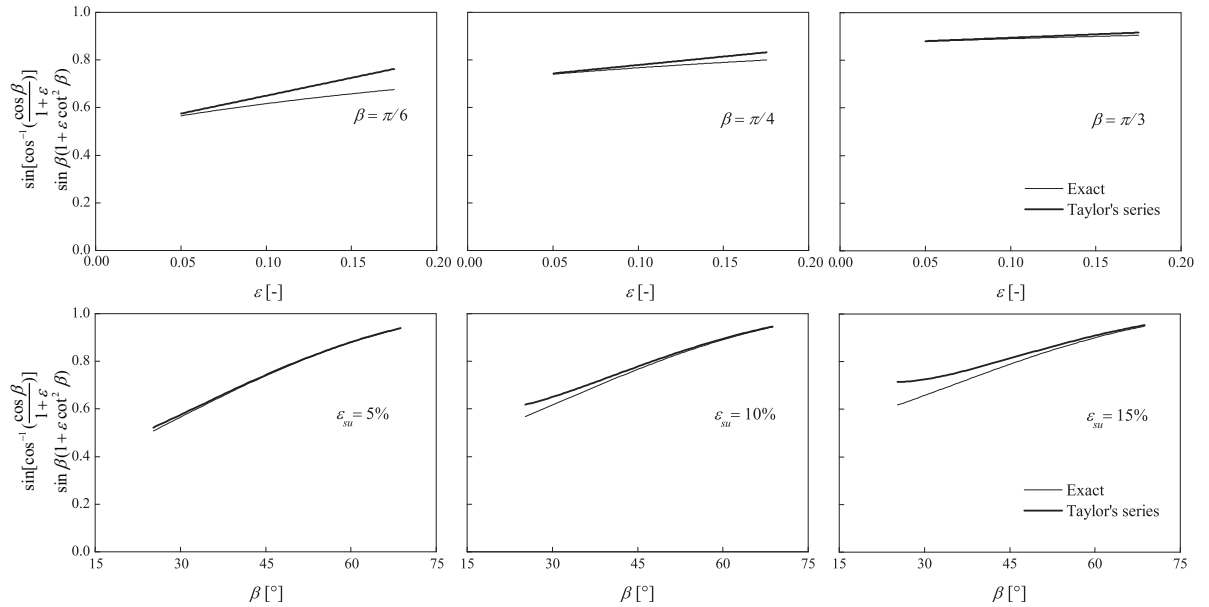 1.0
0.8
0.6
0.4
0.2
0.0
sin[cos⁻¹(cos β / 1 + ε)]
sin β(1 + ε cot² β)
β = π/6
0.00 0.05 0.10 0.15 0.20
ε [-]
β = π/4
0.00 0.05 0.10 0.15 0.20
ε [-]
β = π/3
Exact
Taylor's series
0.00 0.05 0.10 0.15 0.20
ε [-]
1.0
0.8
0.6
0.4
0.2
0.0
sin[cos⁻¹(cos β / 1 + ε)]
sin β(1 + ε cot² β)
εsu = 5%
15 30 45 60 75
β [°]
εsu = 10%
15 30 45 60 75
β [°]
εsu = 15%
Exact
Taylor's series
15 30 45 60 75
β [°]